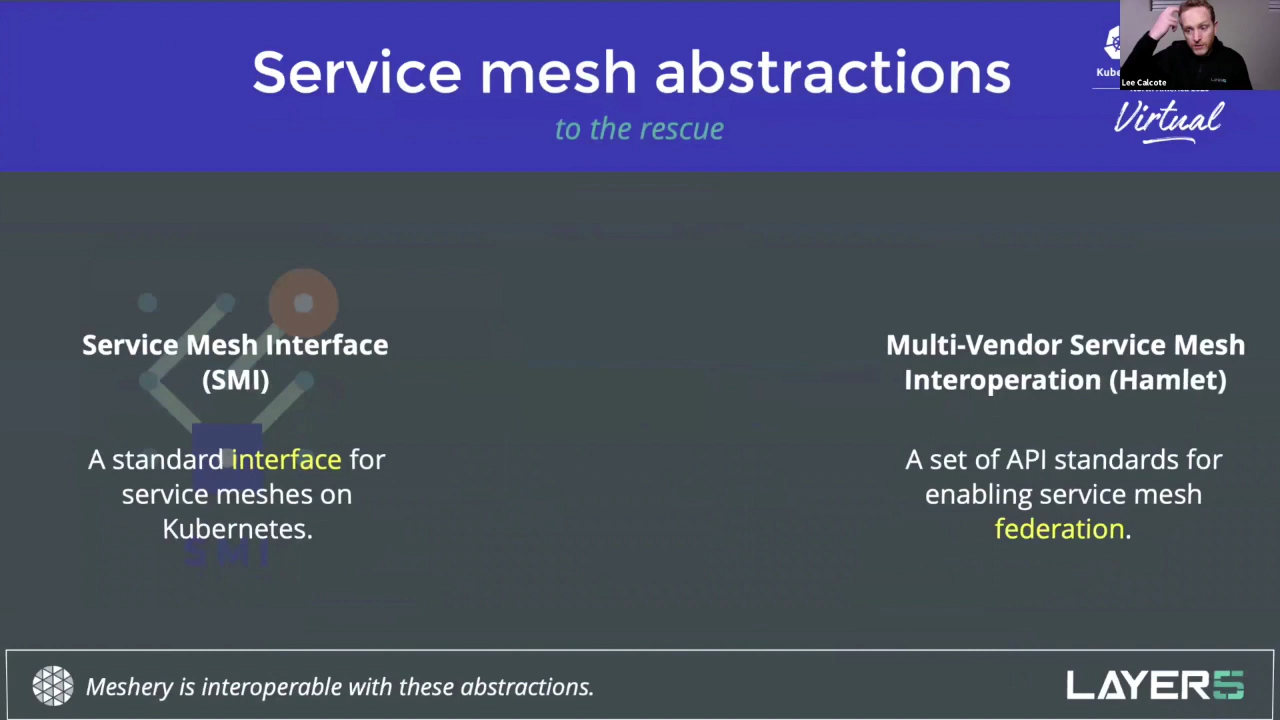 Service mesh abstractions
to the rescue
Lee Calcote
Virtual
Service Mesh Interface
(SMI)
A standard interface for
service meshes on
Kubernetes.
SMI
Multi-Vendor Service Mesh
Interoperation (Hamlet)
A set of API standards for
enabling service mesh
federation.
Meshery is interoperable with these abstractions.
LAYER5